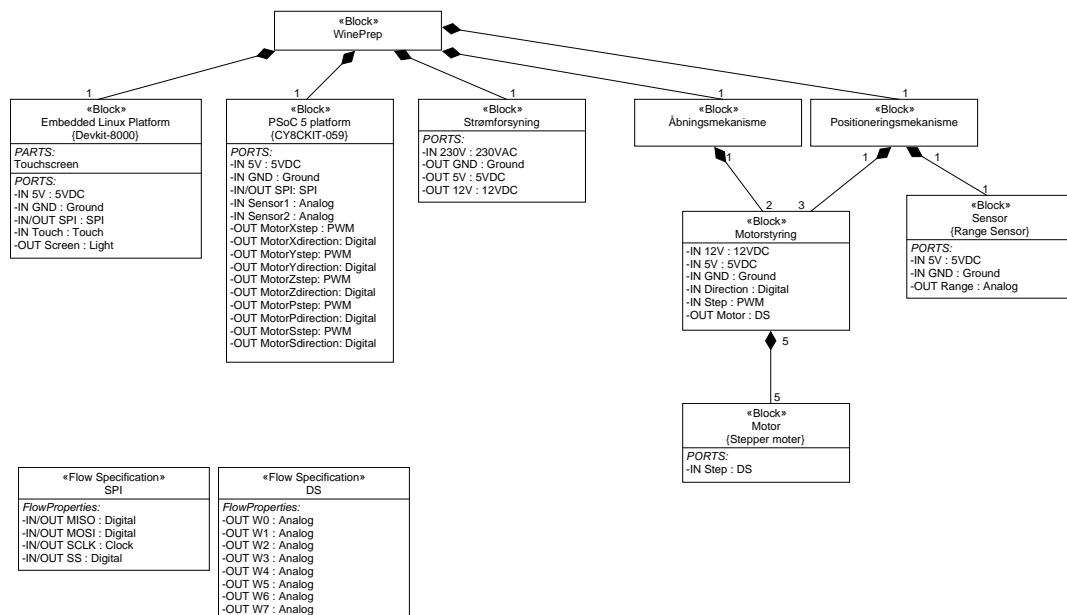 «Block»
WinePrep
1
1
1
1
1
«Block»
Embedded Linux Platform
{Devkit-8000}
PARTS:
Touchscreen
PORTS:
-IN 5V : 5VDC
-IN GND : Ground
-IN/OUT SPI : SPI
-IN Touch : Touch
-OUT Screen : Light
«Block»
PSoC 5 platform
{CY8CKIT-059}
PORTS:
-IN 5V : 5VDC
-IN GND : Ground
-IN/OUT SPI: SPI
-IN Sensor1 : Analog
-IN Sensor2 : Analog
-OUT MotorXstep : PWM
-OUT MotorXdirection: Digital
-OUT MotorYstep: PWM
-OUT MotorYdirection: Digital
-OUT MotorZstep: PWM
-OUT MotorZdirection: Digital
-OUT MotorPstep: PWM
-OUT MotorPdirection: Digital
-OUT MotorSstep: PWM
-OUT MotorSdirection: Digital
«Block»
Strømforsyning
PORTS:
-IN 230V : 230VAC
-OUT GND : Ground
-OUT 5V : 5VDC
-OUT 12V : 12VDC
«Block»
Åbningsmekanisme
«Block»
Positioneringsmekanisme
1
1
1
2
3
1
«Block»
Motorstyring
-IN 12V : 12VDC
-IN 5V : 5VDC
-IN GND : Ground
-IN Direction : Digital
-IN Step : PWM
-OUT Motor : DS
«Block»
Sensor
{Range Sensor}
PORTS:
-IN 5V : 5VDC
-IN GND : Ground
-OUT Range : Analog
5
5
«Block»
Motor
{Stepper moter}
PORTS:
-IN Step : DS
«Flow Specification»
SPI
FlowProperties:
-IN/OUT MISO : Digital
-IN/OUT MOSI : Digital
-IN/OUT SCLK : Clock
-IN/OUT SS : Digital
«Flow Specification»
DS
FlowProperties:
-OUT W0 : Analog
-OUT W1 : Analog
-OUT W2 : Analog
-OUT W3 : Analog
-OUT W4 : Analog
-OUT W5 : Analog
-OUT W6 : Analog
-OUT W7 : Analog